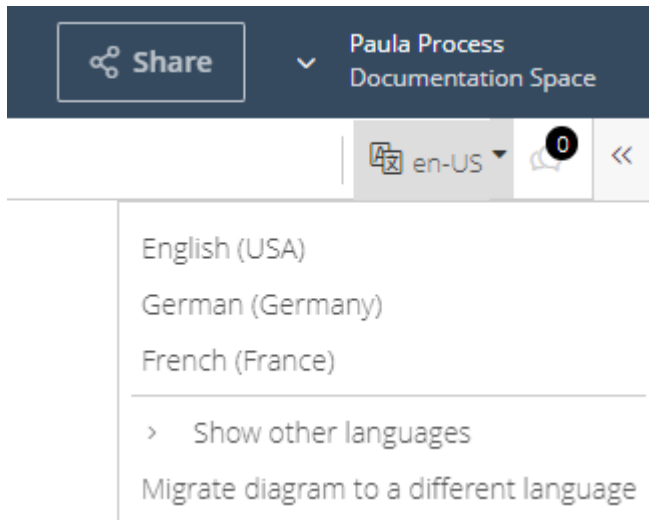 Share
Paula Process
Documentation Space
en-US
0
English (USA)
German (Germany)
French (France)
Show other languages
Migrate diagram to a different language